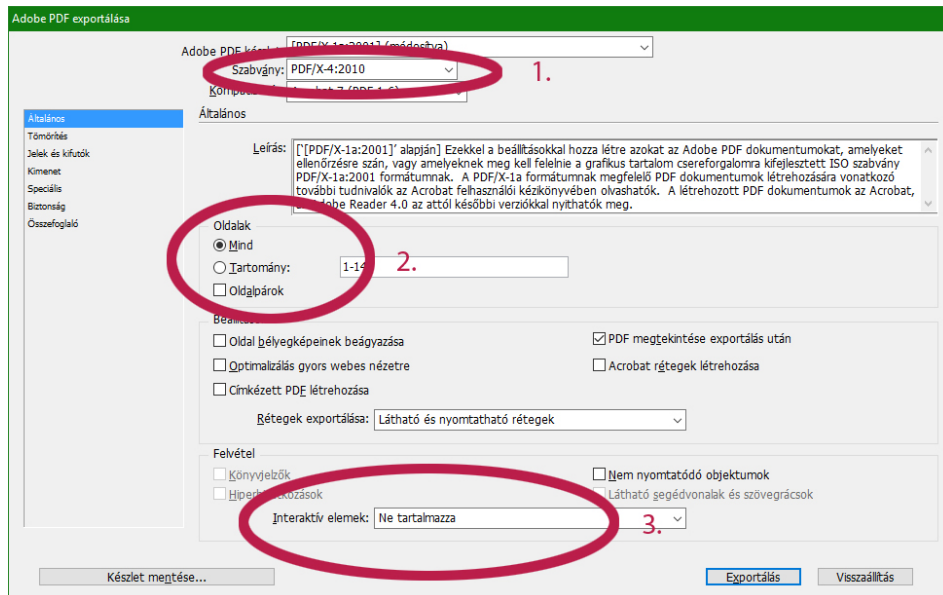 Adobe PDF exportálása
[PDF/X-1a:2001] (módosítva)
Adobe PDF
Szabvány: PDF/X-4:2010
1.
Általános
Általános
Tömörítés
Jelek és kifutók
Kimenet
Speciális
Biztonság
Összefoglaló
Leírás:
['[PDF/X-1a:2001]' alapján] Ezekkel a beállításokkal hozza létre azokat az Adobe PDF dokumentumokat, amelyeket
ellenőrzésre szán, vagy amelyeknek meg kell felelnie a grafikus tartalom csereforgalomra kifejlesztett ISO szabvány
PDF/X-1a:2001 formátumnak. A PDF/X-1a formátumnak megfelelő PDF dokumentumok létrehozására vonatkozó
további tudnivalók az Acrobat felhasználói kézikönyvében olvashatók. A létrehozott PDF dokumentumok az Acrobat,
Adobe Reader 4.0 az attól későbbi verziókkal nyithatók meg.
Oldalak
Mind
Tartomány: 1-14
2.
Oldalpárok
Oldal bélyegképeinek beágyazása
PDF megtekintése exportálás után
Optimalizálás gyors webes nézetre
Acrobat rétegek létrehozása
Címkézett PDF létrehozása
Rétegek exportálása: Látható és nyomtatható rétegek
Felvétel
Könyvjelzők
Nem nyomtatódó objektumok
Látható segédvonalak és szövegrácsok
Interaktív elemek: Ne tartalmazza
3.
Készlet mentése...
Exportálás
Visszaállítás